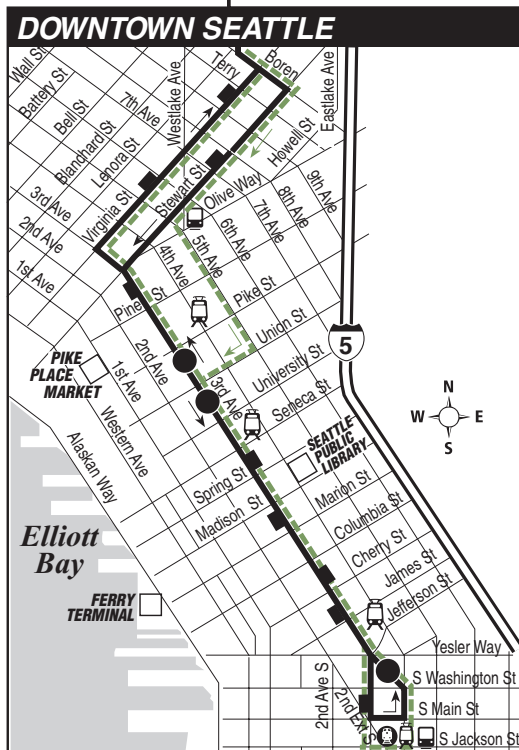 DOWNTOWN SEATTLE
Wall St
Battery St
Bell St
Blanchard St
Lenora St
Virginia St
7th Ave
Westlake Ave
Terry
Boren
Eastlake Ave
3rd Ave
2nd Ave
1st Ave
Stewart St
Howell St
Olive Way
9th Ave
8th Ave
7th Ave
6th Ave
5th Ave
4th Ave
Pine St
Pike St
Union St
University St
Seneca St
5
PIKE
PLACE
MARKET
2nd Ave
1st Ave
Western Ave
Alaskan Way
3rd Ave
N
W E
S
SEATTLE
PUBLIC
LIBRARY
Spring St
Madison St
Marion St
Columbia St
Cherry St
James St
Jefferson St
Elliott
Bay
FERRY
TERMINAL
Yesler Way
S Washington St
S Main St
S Jackson St
2nd Ave S
2nd Ext S